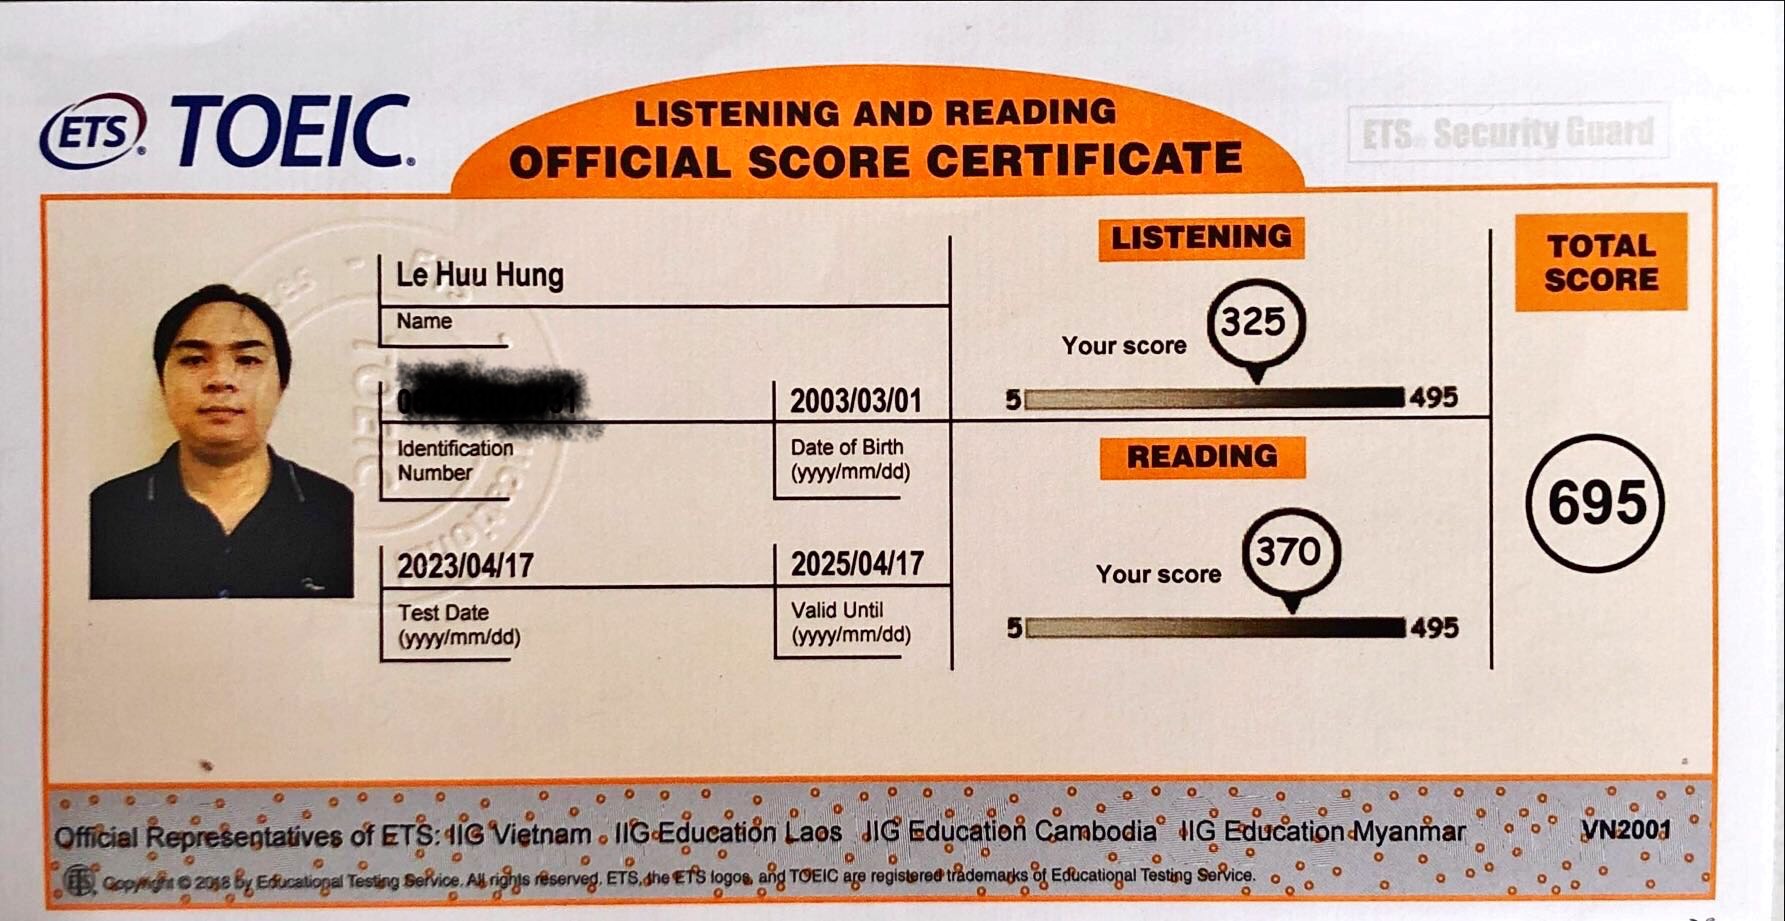 ETS® TOEIC®
LISTENING AND READING
OFFICIAL SCORE CERTIFICATE
ETS® Security Guard
Le Huu Hung
Name
2003/03/01
Identification
Number
Date of Birth
(yyyy/mm/dd)
2023/04/17
2025/04/17
Test Date
(yyyy/mm/dd)
Valid Until
(yyyy/mm/dd)
LISTENING
325
Your score
5 495
READING
370
Your score
5 495
TOTAL
SCORE
695
Official Representatives of ETS: IIG Vietnam IIG Education Laos IIG Education Cambodia IIG Education Myanmar VN2001
ETS Copyright © 2018 by Educational Testing Service. All rights reserved. ETS, the ETS logos, and TOEIC are registered trademarks of Educational Testing Service.